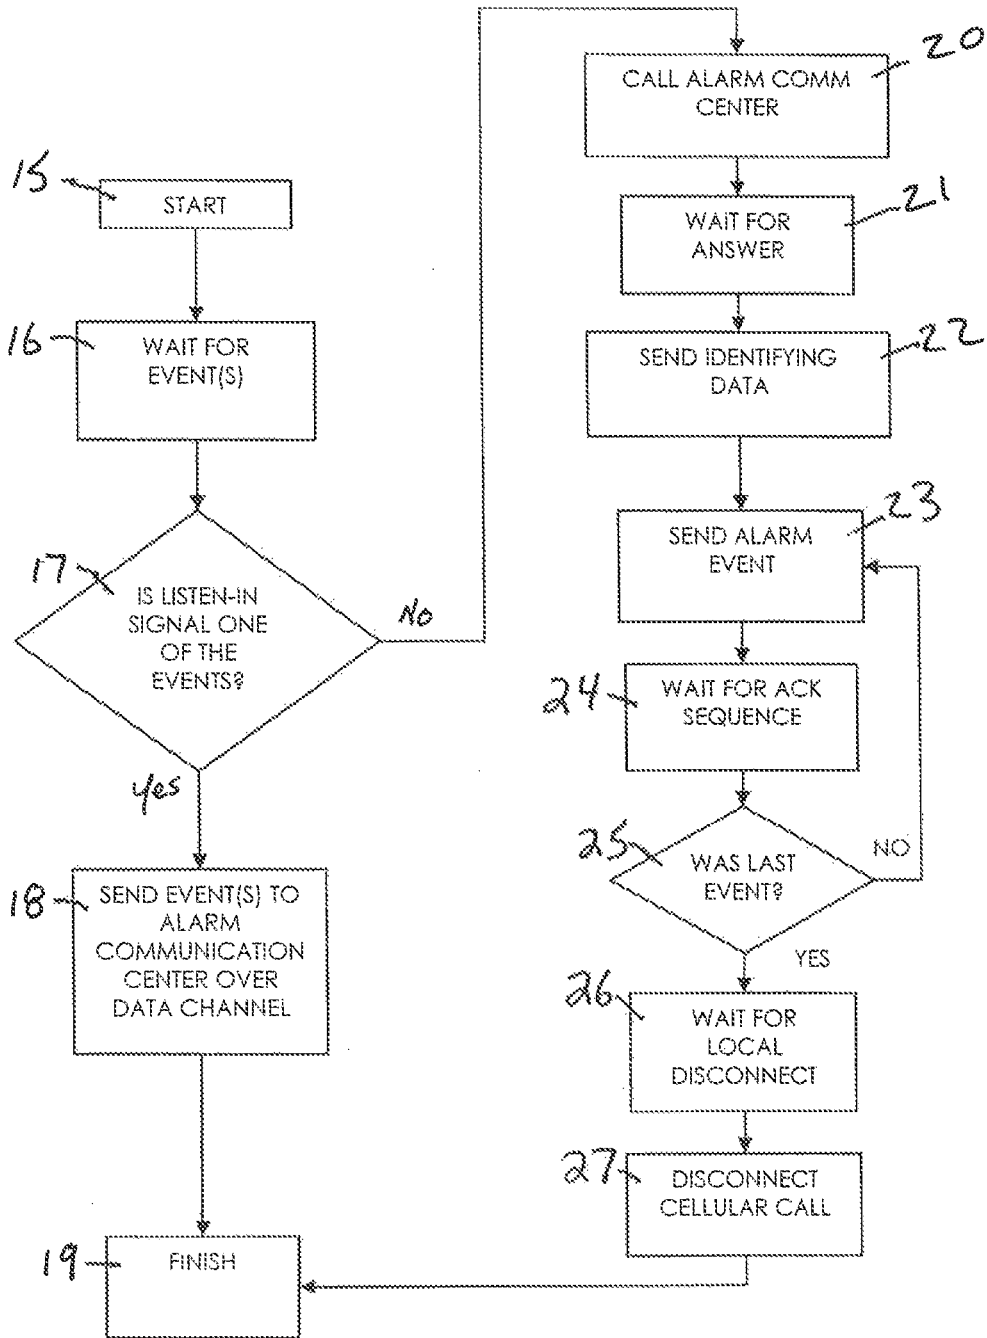 15
START
16
WAIT FOR
EVENT(S)
17
IS LISTEN-IN
SIGNAL ONE
OF THE
EVENTS?
No
Yes
18
SEND EVENT(S) TO
ALARM
COMMUNICATION
CENTER OVER
DATA CHANNEL
19
FINISH
20
CALL ALARM COMM
CENTER
21
WAIT FOR
ANSWER
22
SEND IDENTIFYING
DATA
23
SEND ALARM
EVENT
24
WAIT FOR ACK
SEQUENCE
25
WAS LAST
EVENT?
NO
YES
26
WAIT FOR
LOCAL
DISCONNECT
27
DISCONNECT
CELLULAR CALL